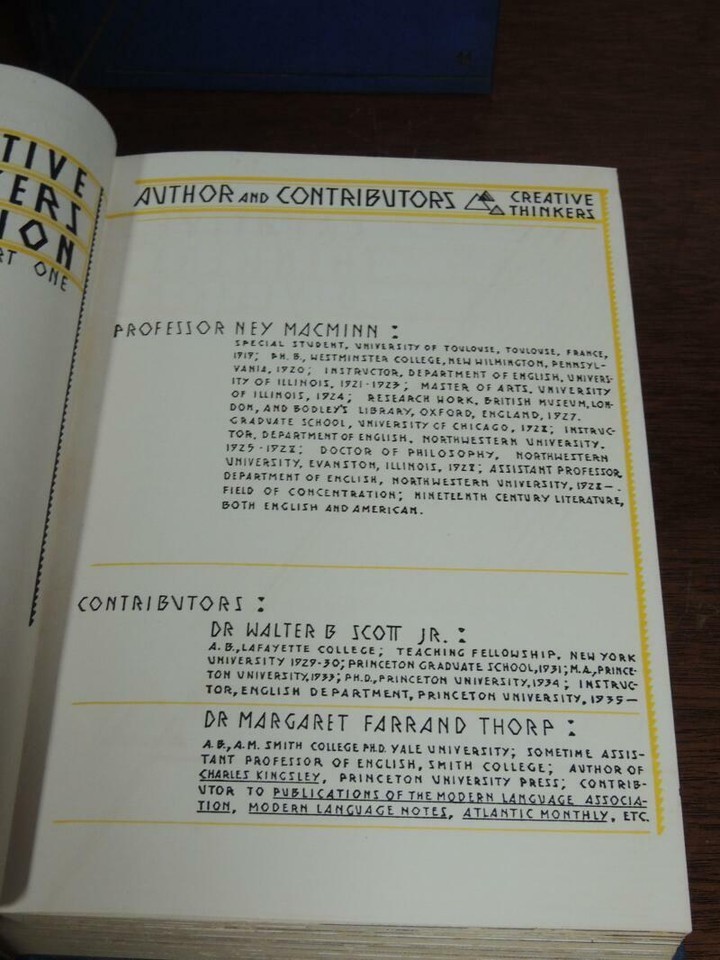 TIVE
KERS
ION
RT ONE
AUTHOR AND CONTRIBUTORS CREATIVE
THINKERS
PROFESSOR NEY MACMINN :
SPECIAL STUDENT, UNIVERSITY OF TOULOUSE, TOULOUSE, FRANCE,
1919; PH. B., WESTMINSTER COLLEGE, NEW WILMINGTON, PENNSYL-
VANIA, 1920; INSTRUCTOR, DEPARTMENT OF ENGLISH, UNIVERS-
ITY OF ILLINOIS, 1921-1923; MASTER OF ARTS, UNIVERSITY
OF ILLINOIS, 1924; RESEARCH WORK, BRITISH MUSEUM, LON-
DON, AND BODLEY'S LIBRARY, OXFORD, ENGLAND, 1927.
GRADUATE SCHOOL, UNIVERSITY OF CHICAGO, 1928; INSTRUC-
TOR, DEPARTMENT OF ENGLISH, NORTHWESTERN UNIVERSITY.
1925-1928; DOCTOR OF PHILOSOPHY, NORTHWESTERN
UNIVERSITY, EVANSTON, ILLINOIS, 1928; ASSISTANT PROFESSOR
DEPARTMENT OF ENGLISH, NORTHWESTERN UNIVERSITY, 1928—.
FIELD OF CONCENTRATION; NINETEENTH CENTURY LITERATURE,
BOTH ENGLISH AND AMERICAN.
CONTRIBUTORS :
DR WALTER B SCOTT JR. :
A. B., LAFAYETTE COLLEGE; TEACHING FELLOWSHIP, NEW YORK
UNIVERSITY 1929-30; PRINCETON GRADUATE SCHOOL, 1931; M.A., PRINCE-
TON UNIVERSITY, 1933; PH.D., PRINCETON UNIVERSITY, 1934; INSTRUC-
TOR, ENGLISH DEPARTMENT, PRINCETON UNIVERSITY, 1935—
DR MARGARET FARRAND THORP :
A.B., A.M. SMITH COLLEGE PH.D. YALE UNIVERSITY; SOMETIME ASSIS-
TANT PROFESSOR OF ENGLISH, SMITH COLLEGE; AUTHOR OF
CHARLES KINGSLEY, PRINCETON UNIVERSITY PRESS; CONTRIB-
UTOR TO PUBLICATIONS OF THE MODERN LANGUAGE ASSOCIA-
TION, MODERN LANGUAGE NOTES, ATLANTIC MONTHLY, ETC.